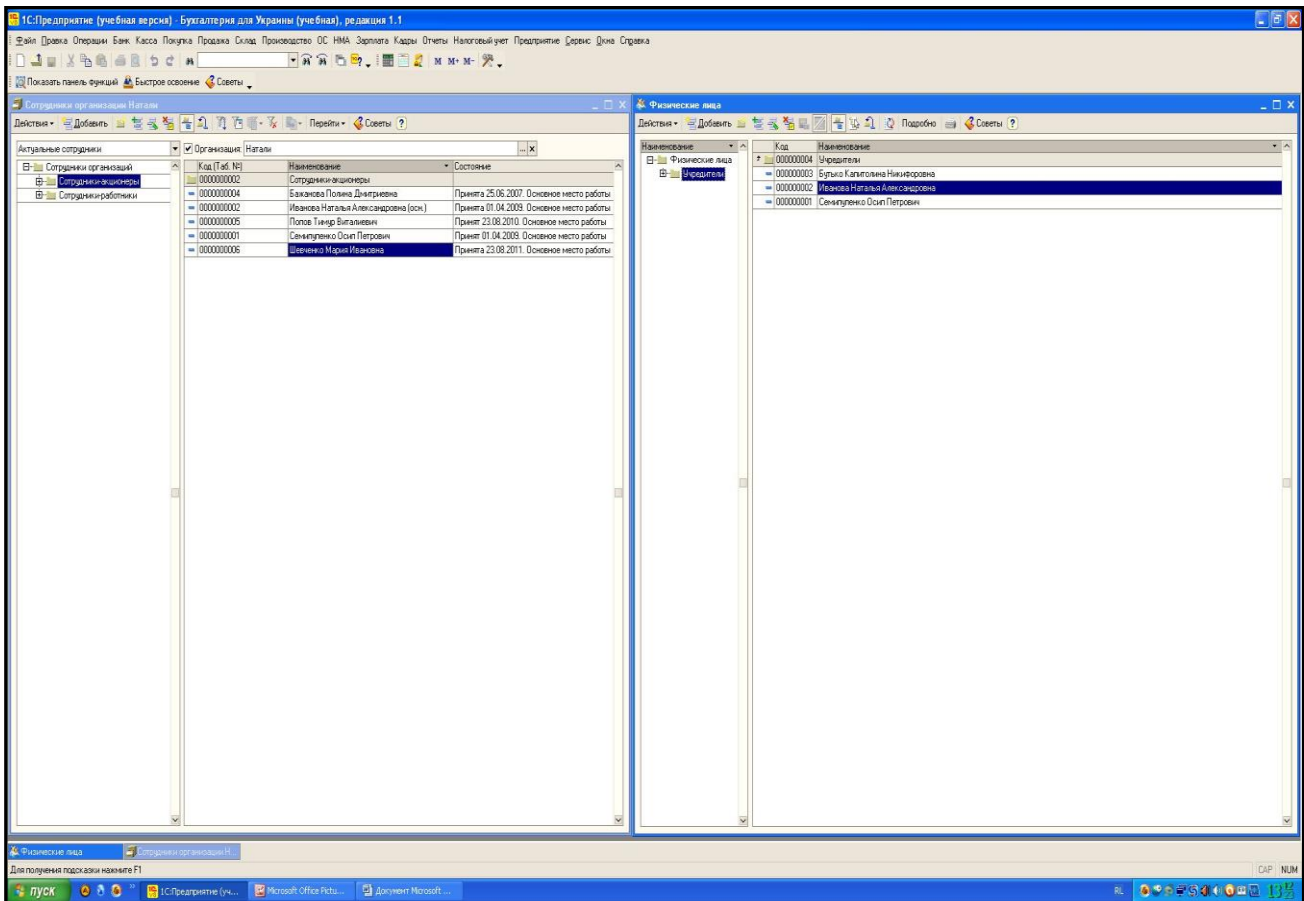 1С:Предприятие (учебная версия) - Бухгалтерия для Украины (учебная), редакция 1.1
Файл Правка Операции Банк Касса Покупка Продажа Склад Производство ОС НМА Зарплата Кадры Отчеты Налоговый учет Предприятие Сервис Окна Справка
M M+ M-
Показать панель функций Быстрое освоение Советы
Сотрудники организации Натали
Действия Добавить Перейти Советы ?
Актуальные сотрудники Организация: Натали ... x
Сотрудники организаций
Сотрудники-акционеры
Сотрудники-работники
Код (Таб. №) Наименование Состояние
0000000002 Сотрудники-акционеры
0000000004 Бажанова Полина Дмитриевна Принята 25.06.2007. Основное место работы
0000000002 Иванова Наталья Александровна (осн.) Принята 01.04.2009. Основное место работы
0000000005 Попов Тимур Виталиевич Принят 23.08.2010. Основное место работы
0000000001 Семипуленко Осип Петрович Принят 01.04.2009. Основное место работы
0000000006 Шевченко Мария Ивановна Принята 23.08.2011. Основное место работы
Физические лица
Действия Добавить Подробно Советы ?
Наименование
Физические лица
Учредители
Код Наименование
000000004 Учредители
000000003 Бутько Капитолина Никифоровна
000000002 Иванова Наталья Александровна
000000001 Семипуленко Осип Петрович
Физические лица Сотрудники организации Н...
Для получения подсказки нажмите F1 CAP NUM
пуск 1С:Предприятие (уч... Microsoft Office Pictu... Документ Microsoft ... RL